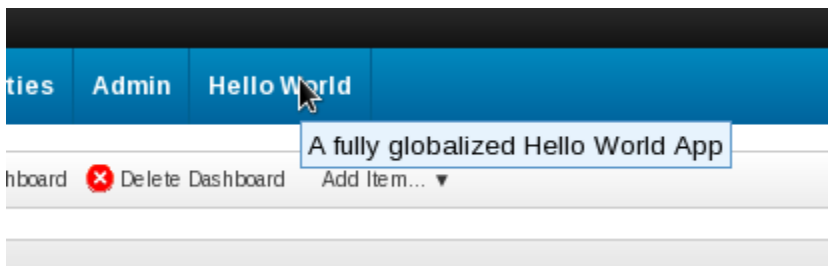 ties Admin Hello World
A fully globalized Hello World App
hboard Delete Dashboard Add Item... ▼